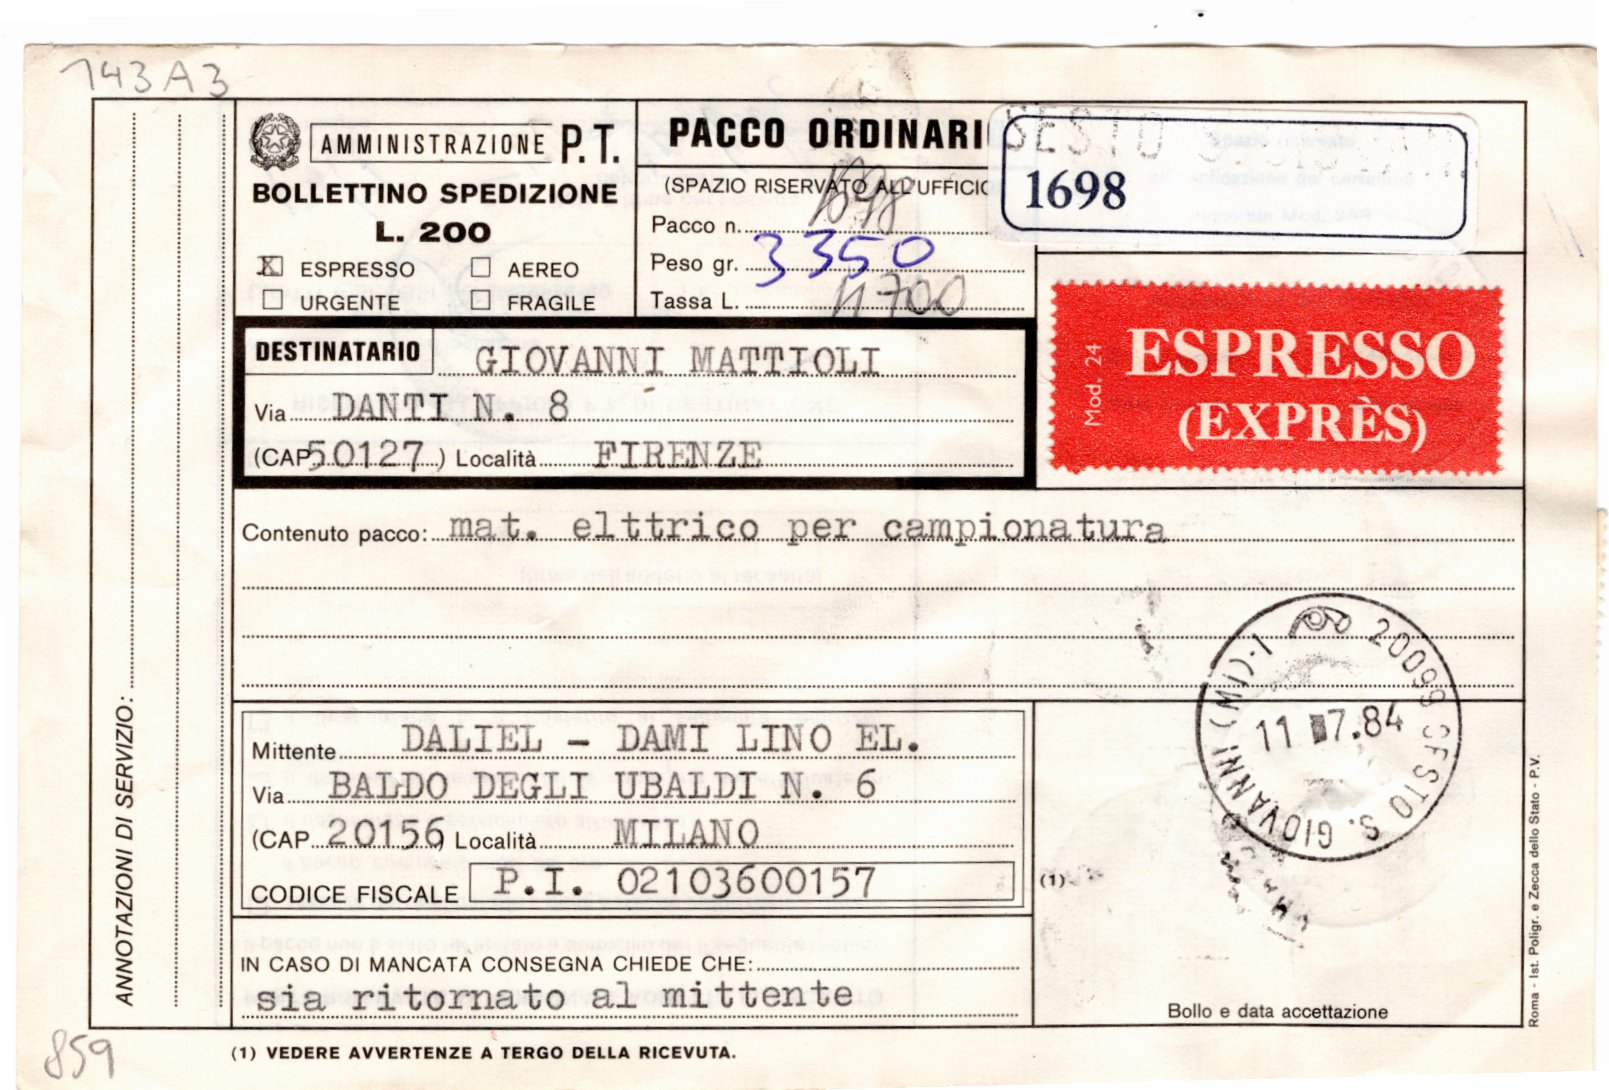 143A3
AMMINISTRAZIONE P.T.
BOLLETTINO SPEDIZIONE
L. 200
X ESPRESSO AEREO
URGENTE FRAGILE
PACCO ORDINARI
(SPAZIO RISERVATO ALL'UFFICIO
Pacco n. 1698
Peso gr. 3350
Tassa L. 4700
SESTO S.
1698
Mod. 24
ESPRESSO
(EXPRÈS)
DESTINATARIO GIOVANNI MATTIOLI
Via DANTI N. 8
(CAP 50127) Località FIRENZE
Contenuto pacco: mat. elttrico per campionatura
20099 SESTO S. GIOVANNI (MI)
11 7.84
Mittente DALIEL - DAMI LINO EL.
Via BALDO DEGLI UBALDI N. 6
(CAP 20156) Località MILANO
CODICE FISCALE P.I. 02103600157
(1)
IN CASO DI MANCATA CONSEGNA CHIEDE CHE:
sia ritornato al mittente
Bollo e data accettazione
ANNOTAZIONI DI SERVIZIO:
Roma - Ist. Poligr. e Zecca dello Stato - P.V.
(1) VEDERE AVVERTENZE A TERGO DELLA RICEVUTA.
859